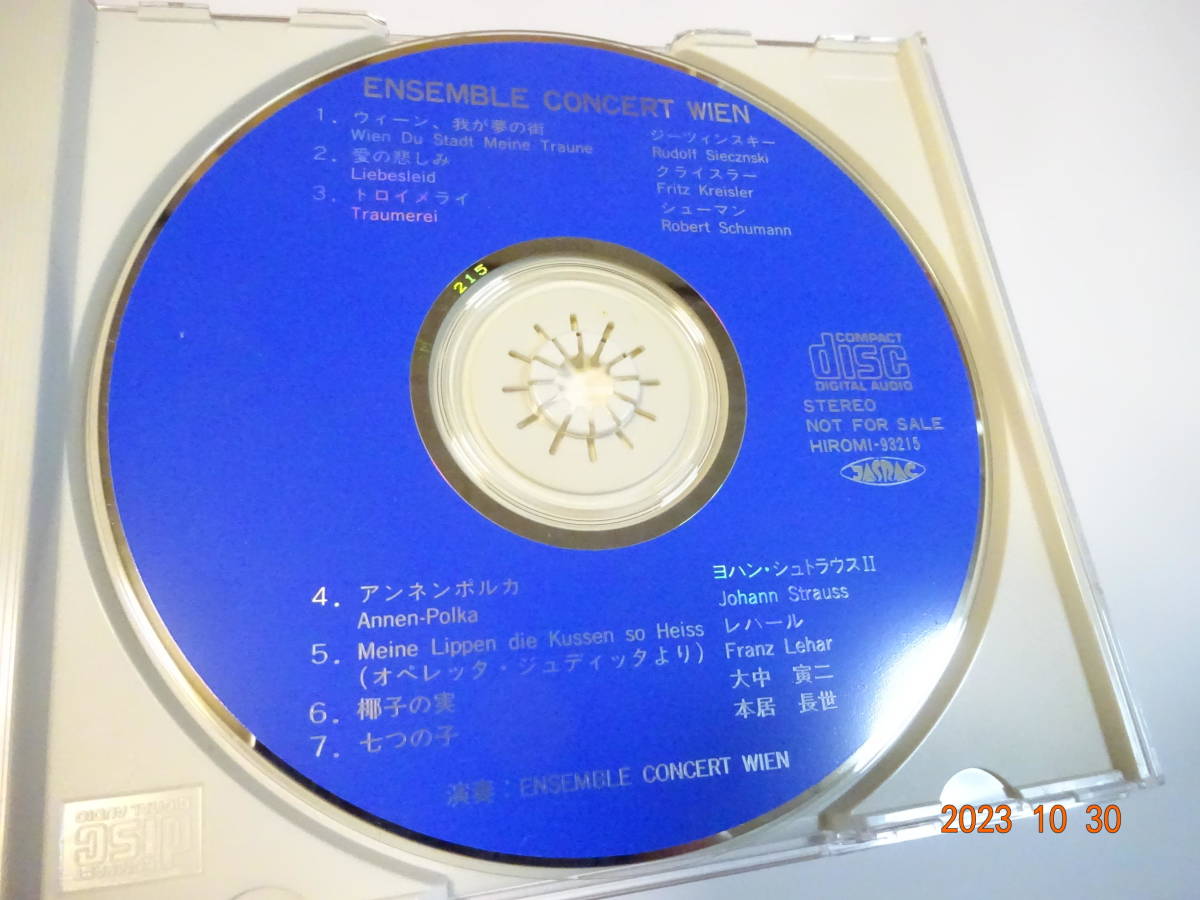 ENSEMBLE CONCERT WIEN
1. ウィーン、我が夢の街 ジーツィンスキー
Wien Du Stadt Meine Traune Rudolf Siecznski
2. 愛の悲しみ クライスラー
Liebesleid Fritz Kreisler
3. トロイメライ シューマン
Traumerei Robert Schumann
215
COMPACT
disc
DIGITAL AUDIO
STEREO
NOT FOR SALE
HIROMI-93215
JASRAC
4. アンネンポルカ ヨハン・シュトラウスII
Annen-Polka Johann Strauss
5. Meine Lippen die Kussen so Heiss レハール
(オペレッタ・ジュディッタより) Franz Lehar
6. 椰子の実 大中 寅二
7. 七つの子 本居 長世
演奏:ENSEMBLE CONCERT WIEN
COMPACT
disc
DIGITAL AUDIO
2023 10 30